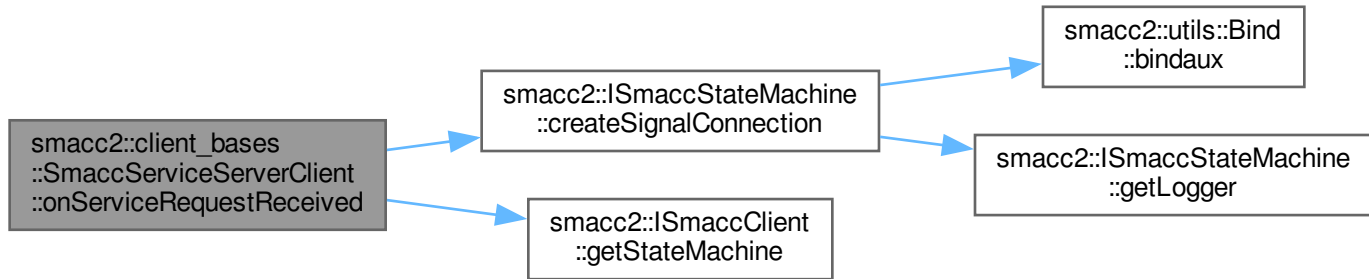 smacc2::client_bases
::SmaccServiceServerClient
::onServiceRequestReceived
smacc2::ISmaccStateMachine
::createSignalConnection
smacc2::utils::Bind
::bindaux
smacc2::ISmaccStateMachine
::getLogger
smacc2::ISmaccClient
::getStateMachine